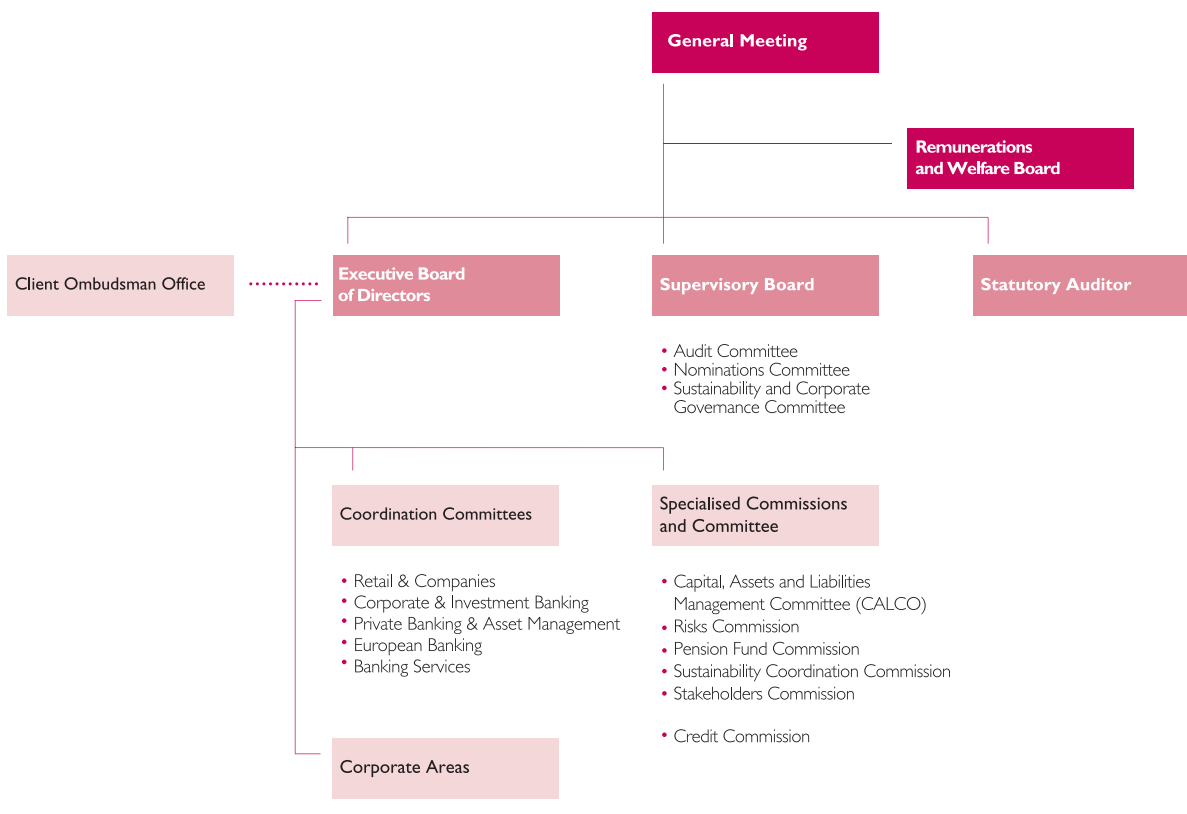 General Meeting
Remunerations
and Welfare Board
Client Ombudsman Office
Executive Board
of Directors
Supervisory Board
Statutory Auditor
• Audit Committee
• Nominations Committee
• Sustainability and Corporate
Governance Committee
Coordination Committees
Specialised Commissions
and Committee
• Retail & Companies
• Corporate & Investment Banking
• Private Banking & Asset Management
• European Banking
• Banking Services
• Capital, Assets and Liabilities
Management Committee (CALCO)
• Risks Commission
• Pension Fund Commission
• Sustainability Coordination Commission
• Stakeholders Commission
• Credit Commission
Corporate Areas